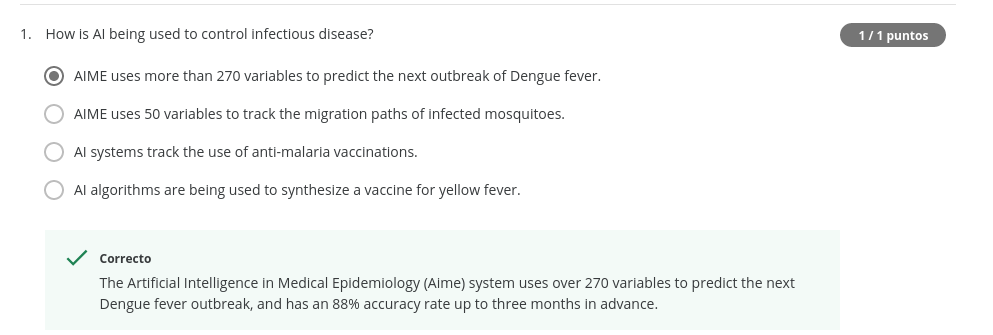 1. How is AI being used to control infectious disease?
1 / 1 puntos
AIME uses more than 270 variables to predict the next outbreak of Dengue fever.
AIME uses 50 variables to track the migration paths of infected mosquitoes.
AI systems track the use of anti-malaria vaccinations.
AI algorithms are being used to synthesize a vaccine for yellow fever.
Correcto
The Artificial Intelligence in Medical Epidemiology (Aime) system uses over 270 variables to predict the next
Dengue fever outbreak, and has an 88% accuracy rate up to three months in advance.